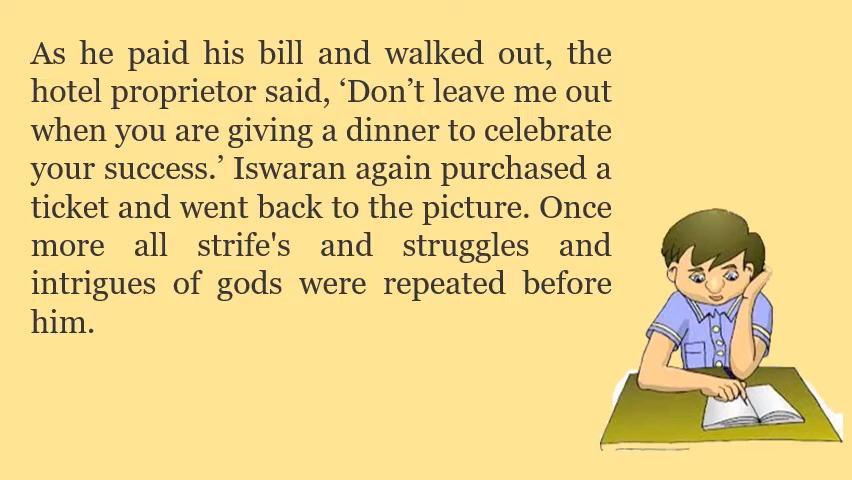 As he paid his bill and walked out, the
hotel proprietor said, ‘Don’t leave me out
when you are giving a dinner to celebrate
your success.’ Iswaran again purchased a
ticket and went back to the picture. Once
more all strife's and struggles and
intrigues of gods were repeated before
him.